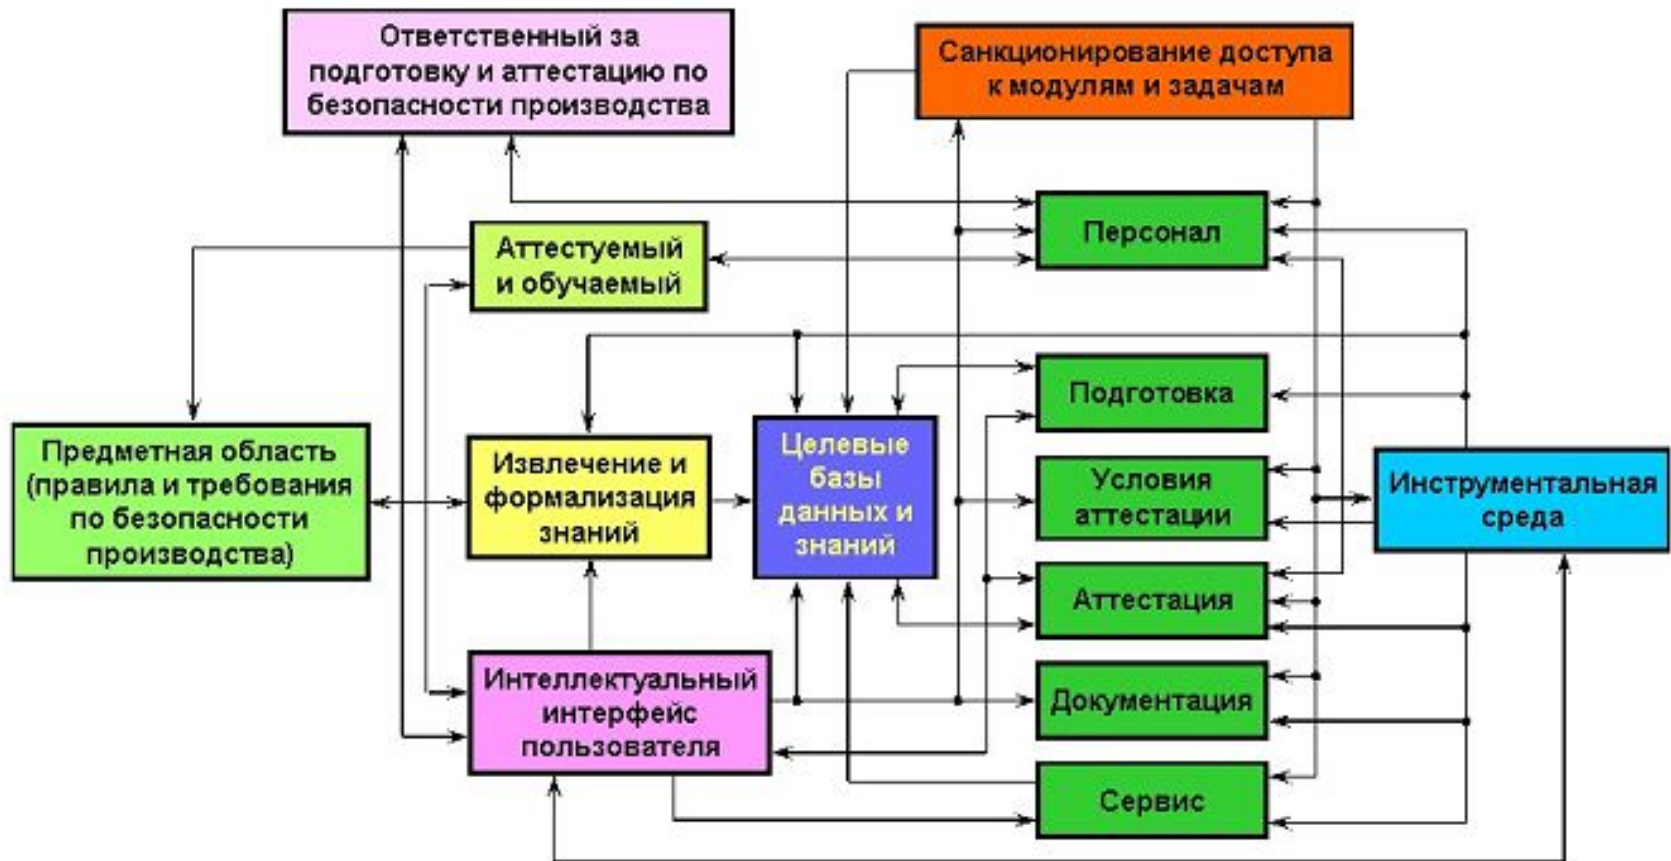 Ответственный за
подготовку и аттестацию по
безопасности производства
Санкционирование доступа
к модулям и задачам
Персонал
Аттестуемый
и обучаемый
Подготовка
Предметная область
(правила и требования
по безопасности
производства)
Извлечение и
формализация
знаний
Целевые
базы
данных и
знаний
Условия
аттестации
Инструментальная
среда
Аттестация
Интеллектуальный
интерфейс
пользователя
Документация
Сервис